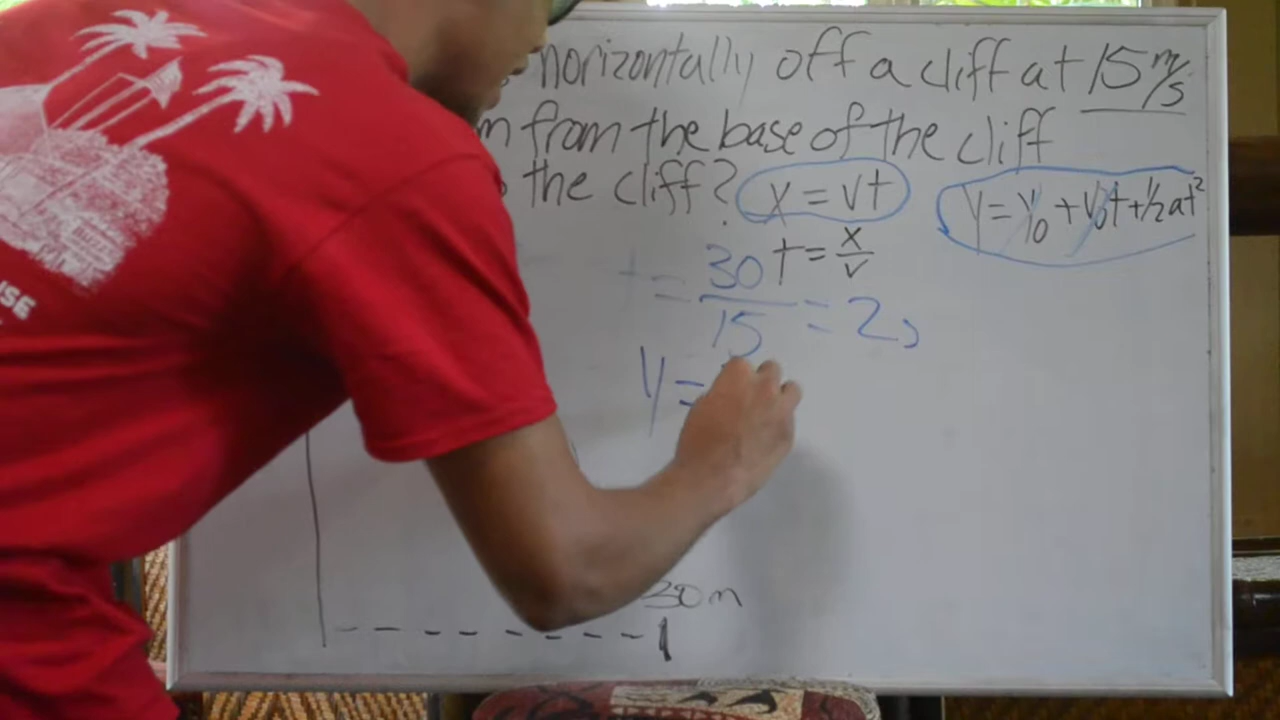 horizontally off a cliff at 15 m/s
m from the base of the cliff
the cliff? x = vt y = y₀ + v₀t + ½at²
t = x/v
t = 30/15 = 2s
y =
30m